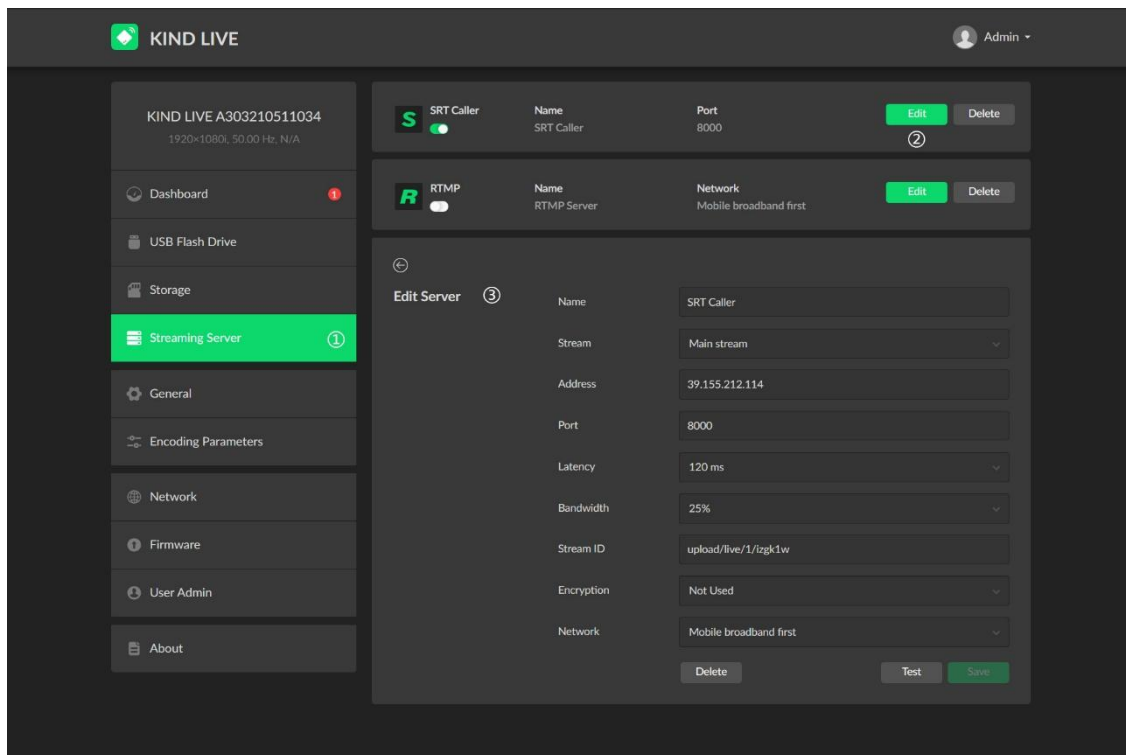 KIND LIVE
Admin
KIND LIVE A303210511034
1920×1080i, 50.00 Hz, N/A
Dashboard 1
USB Flash Drive
Storage
Streaming Server ①
General
Encoding Parameters
Network
Firmware
User Admin
About
S SRT Caller Name Port Edit Delete
SRT Caller 8000 ②
R RTMP Name Network Edit Delete
RTMP Server Mobile broadband first
Edit Server ③
Name SRT Caller
Stream Main stream
Address 39.155.212.114
Port 8000
Latency 120 ms
Bandwidth 25%
Stream ID upload/live/1/izgk1w
Encryption Not Used
Network Mobile broadband first
Delete Test Save